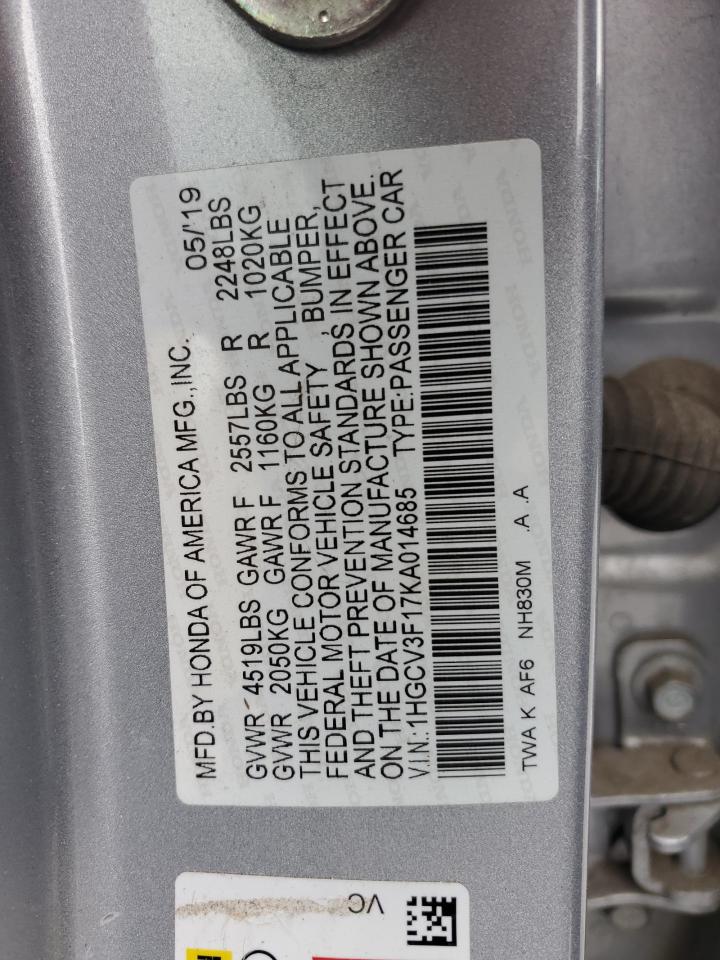 MFD.BY HONDA OF AMERICA MFG.,INC. 05/'19
GVWR 4519LBS GAWR F 2557LBS R 2248LBS
GVWR 2050KG GAWR F 1160KG R 1020KG
THIS VEHICLE CONFORMS TO ALL APPLICABLE
FEDERAL MOTOR VEHICLE SAFETY, BUMPER,
AND THEFT PREVENTION STANDARDS IN EFFECT
ON THE DATE OF MANUFACTURE SHOWN ABOVE.
V.I.N.:1HGCV3F17KA014685 TYPE:PASSENGER CAR
TWA K AF6 NH830M .A .A
VC